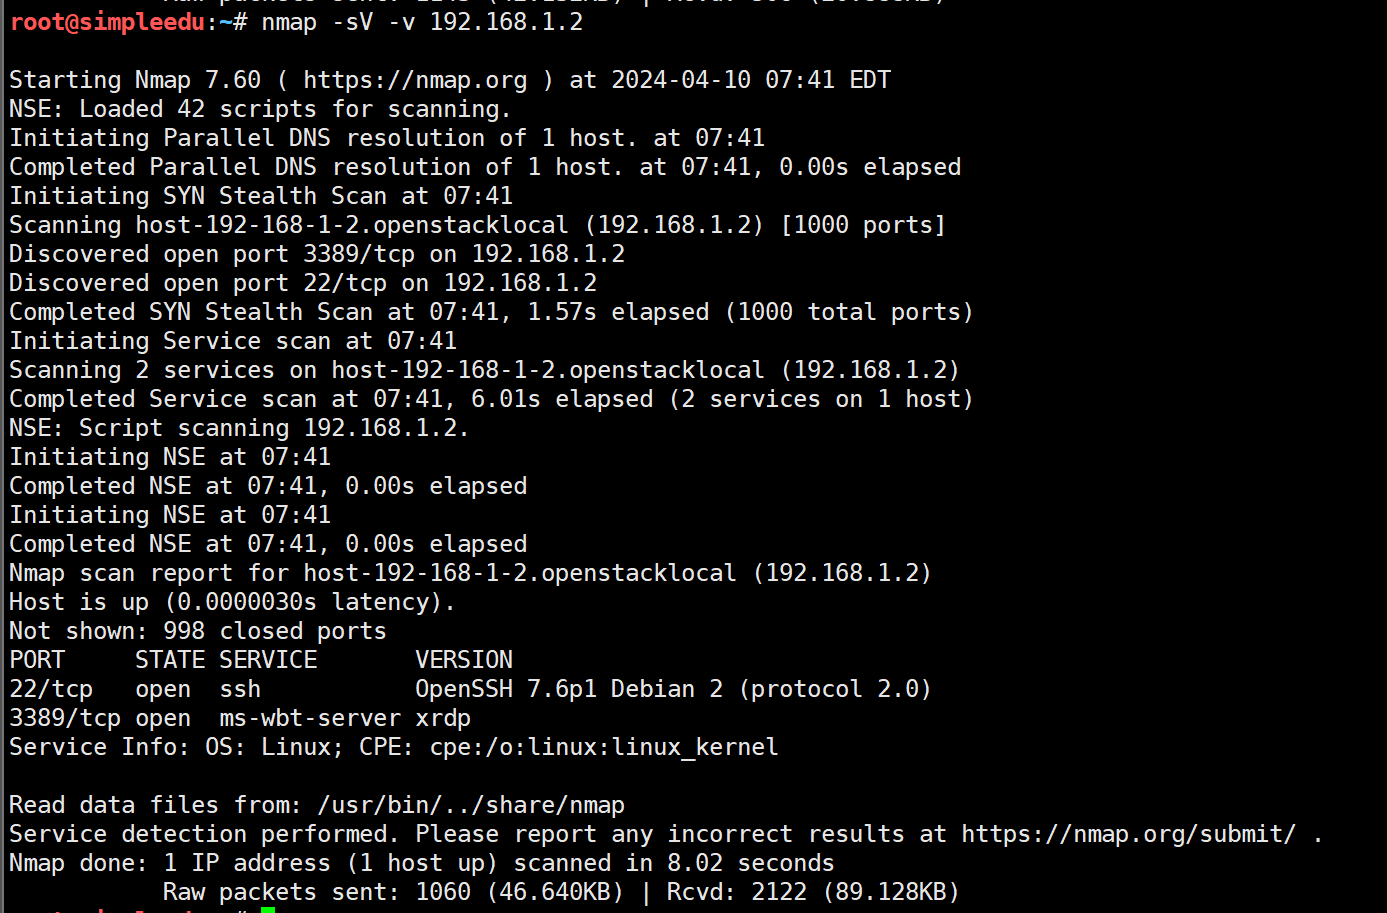 Raw packets sent: 1143 (42.152KB) | Rcvd: 500 (20.008KB)
root@simpleedu:~# nmap -sV -v 192.168.1.2
Starting Nmap 7.60 ( https://nmap.org ) at 2024-04-10 07:41 EDT
NSE: Loaded 42 scripts for scanning.
Initiating Parallel DNS resolution of 1 host. at 07:41
Completed Parallel DNS resolution of 1 host. at 07:41, 0.00s elapsed
Initiating SYN Stealth Scan at 07:41
Scanning host-192-168-1-2.openstacklocal (192.168.1.2) [1000 ports]
Discovered open port 3389/tcp on 192.168.1.2
Discovered open port 22/tcp on 192.168.1.2
Completed SYN Stealth Scan at 07:41, 1.57s elapsed (1000 total ports)
Initiating Service scan at 07:41
Scanning 2 services on host-192-168-1-2.openstacklocal (192.168.1.2)
Completed Service scan at 07:41, 6.01s elapsed (2 services on 1 host)
NSE: Script scanning 192.168.1.2.
Initiating NSE at 07:41
Completed NSE at 07:41, 0.00s elapsed
Initiating NSE at 07:41
Completed NSE at 07:41, 0.00s elapsed
Nmap scan report for host-192-168-1-2.openstacklocal (192.168.1.2)
Host is up (0.0000030s latency).
Not shown: 998 closed ports
PORT     STATE SERVICE       VERSION
22/tcp   open  ssh           OpenSSH 7.6p1 Debian 2 (protocol 2.0)
3389/tcp open  ms-wbt-server xrdp
Service Info: OS: Linux; CPE: cpe:/o:linux:linux_kernel
Read data files from: /usr/bin/../share/nmap
Service detection performed. Please report any incorrect results at https://nmap.org/submit/ .
Nmap done: 1 IP address (1 host up) scanned in 8.02 seconds
Raw packets sent: 1060 (46.640KB) | Rcvd: 2122 (89.128KB)